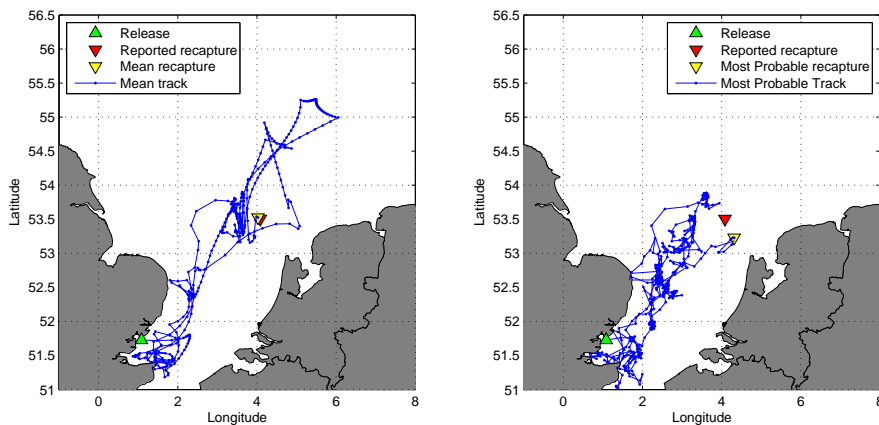 56.5
56
55.5
55
54.5
54
53.5
53
52.5
52
51.5
51
0
2
4
6
8
Latitude
Longitude
Release
Reported recapture
Mean recapture
Mean track
56.5
56
55.5
55
54.5
54
53.5
53
52.5
52
51.5
51
0
2
4
6
8
Latitude
Longitude
Release
Reported recapture
Most Probable recapture
Most Probable Track